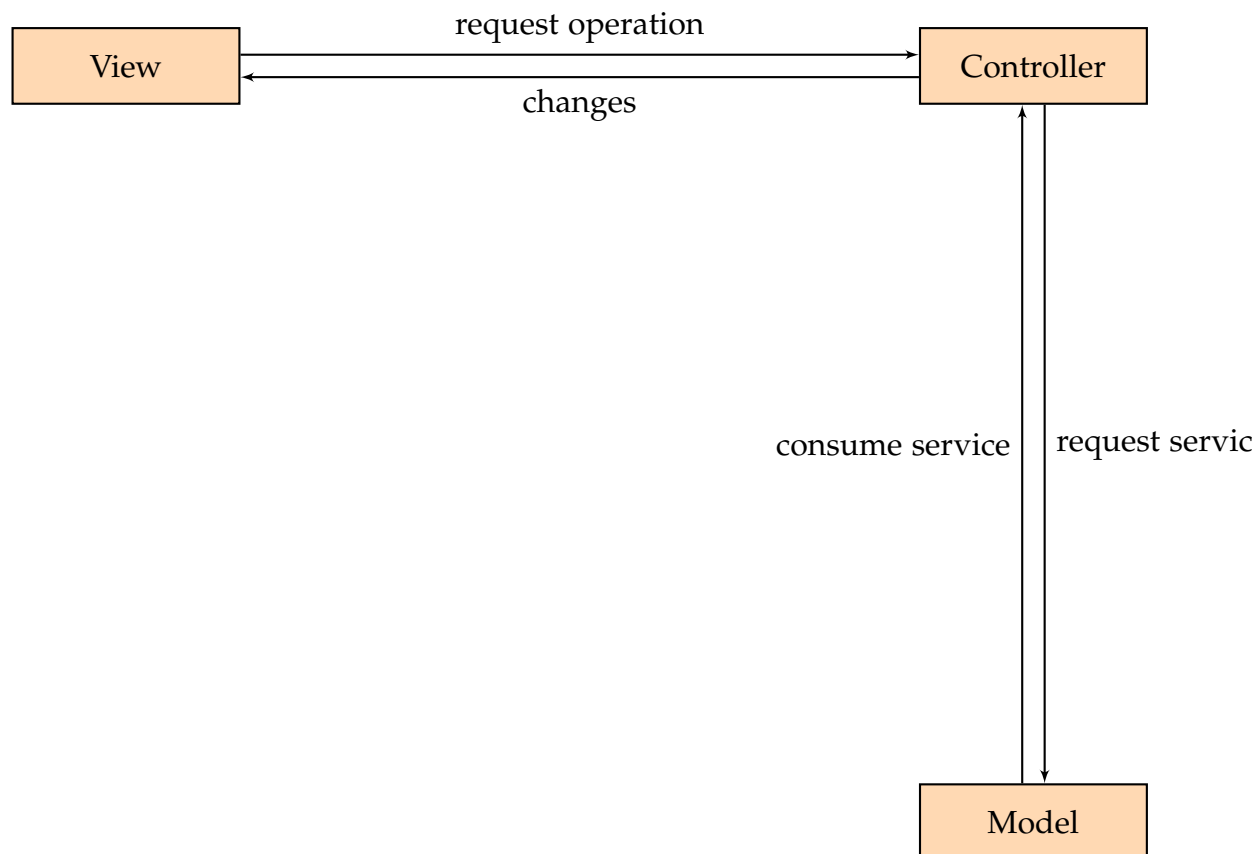 request operation
View
Controller
changes
consume service
request servic
Model